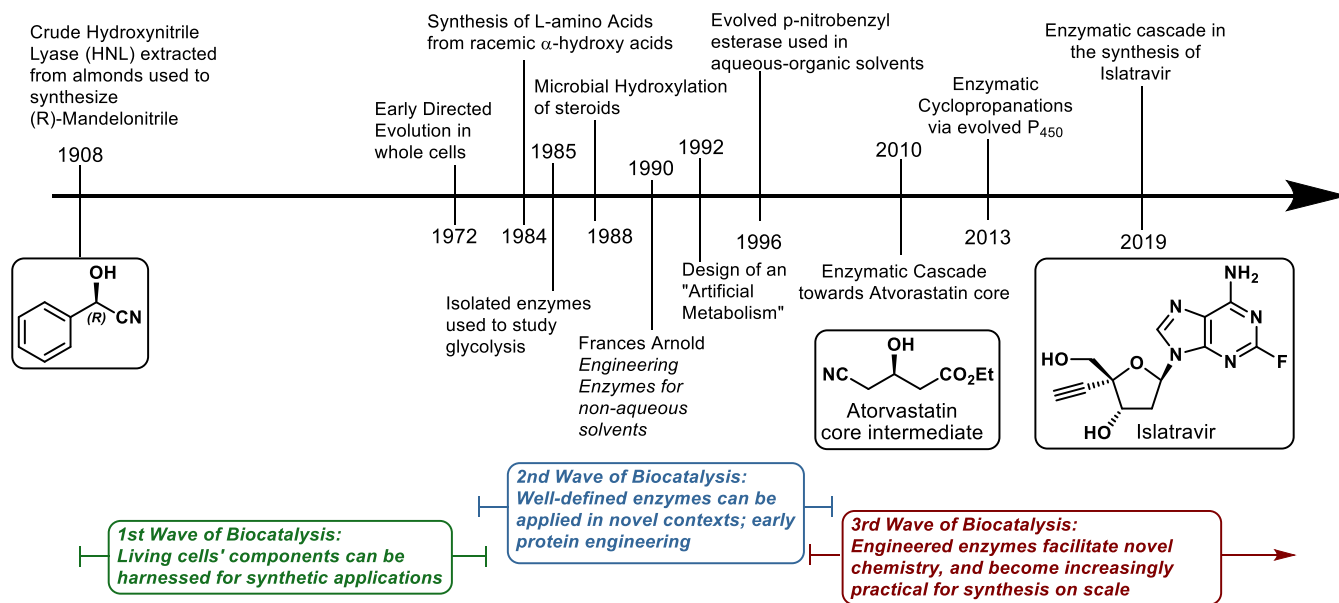 Crude Hydroxynitrile
Lyase (HNL) extracted
from almonds used to
synthesize
(R)-Mandelonitrile
1908
OH
(R)
CN
Early Directed
Evolution in
whole cells
1972
Synthesis of L-amino Acids
from racemic α-hydroxy acids
1984
1985
Isolated enzymes
used to study
glycolysis
Microbial Hydroxylation
of steroids
1988
1990
Frances Arnold
Engineering
Enzymes for
non-aqueous
solvents
1992
Design of an
"Artificial
Metabolism"
Evolved p-nitrobenzyl
esterase used in
aqueous-organic solvents
1996
2010
Enzymatic Cascade
towards Atvorastatin core
OH
NC
CO2Et
Atorvastatin
core intermediate
Enzymatic
Cyclopropanations
via evolved P450
2013
Enzymatic cascade in
the synthesis of
Islatravir
2019
NH2
N
N
N
N
F
HO
O
HO
Islatravir
1st Wave of Biocatalysis:
Living cells' components can be
harnessed for synthetic applications
2nd Wave of Biocatalysis:
Well-defined enzymes can be
applied in novel contexts; early
protein engineering
3rd Wave of Biocatalysis:
Engineered enzymes facilitate novel
chemistry, and become increasingly
practical for synthesis on scale